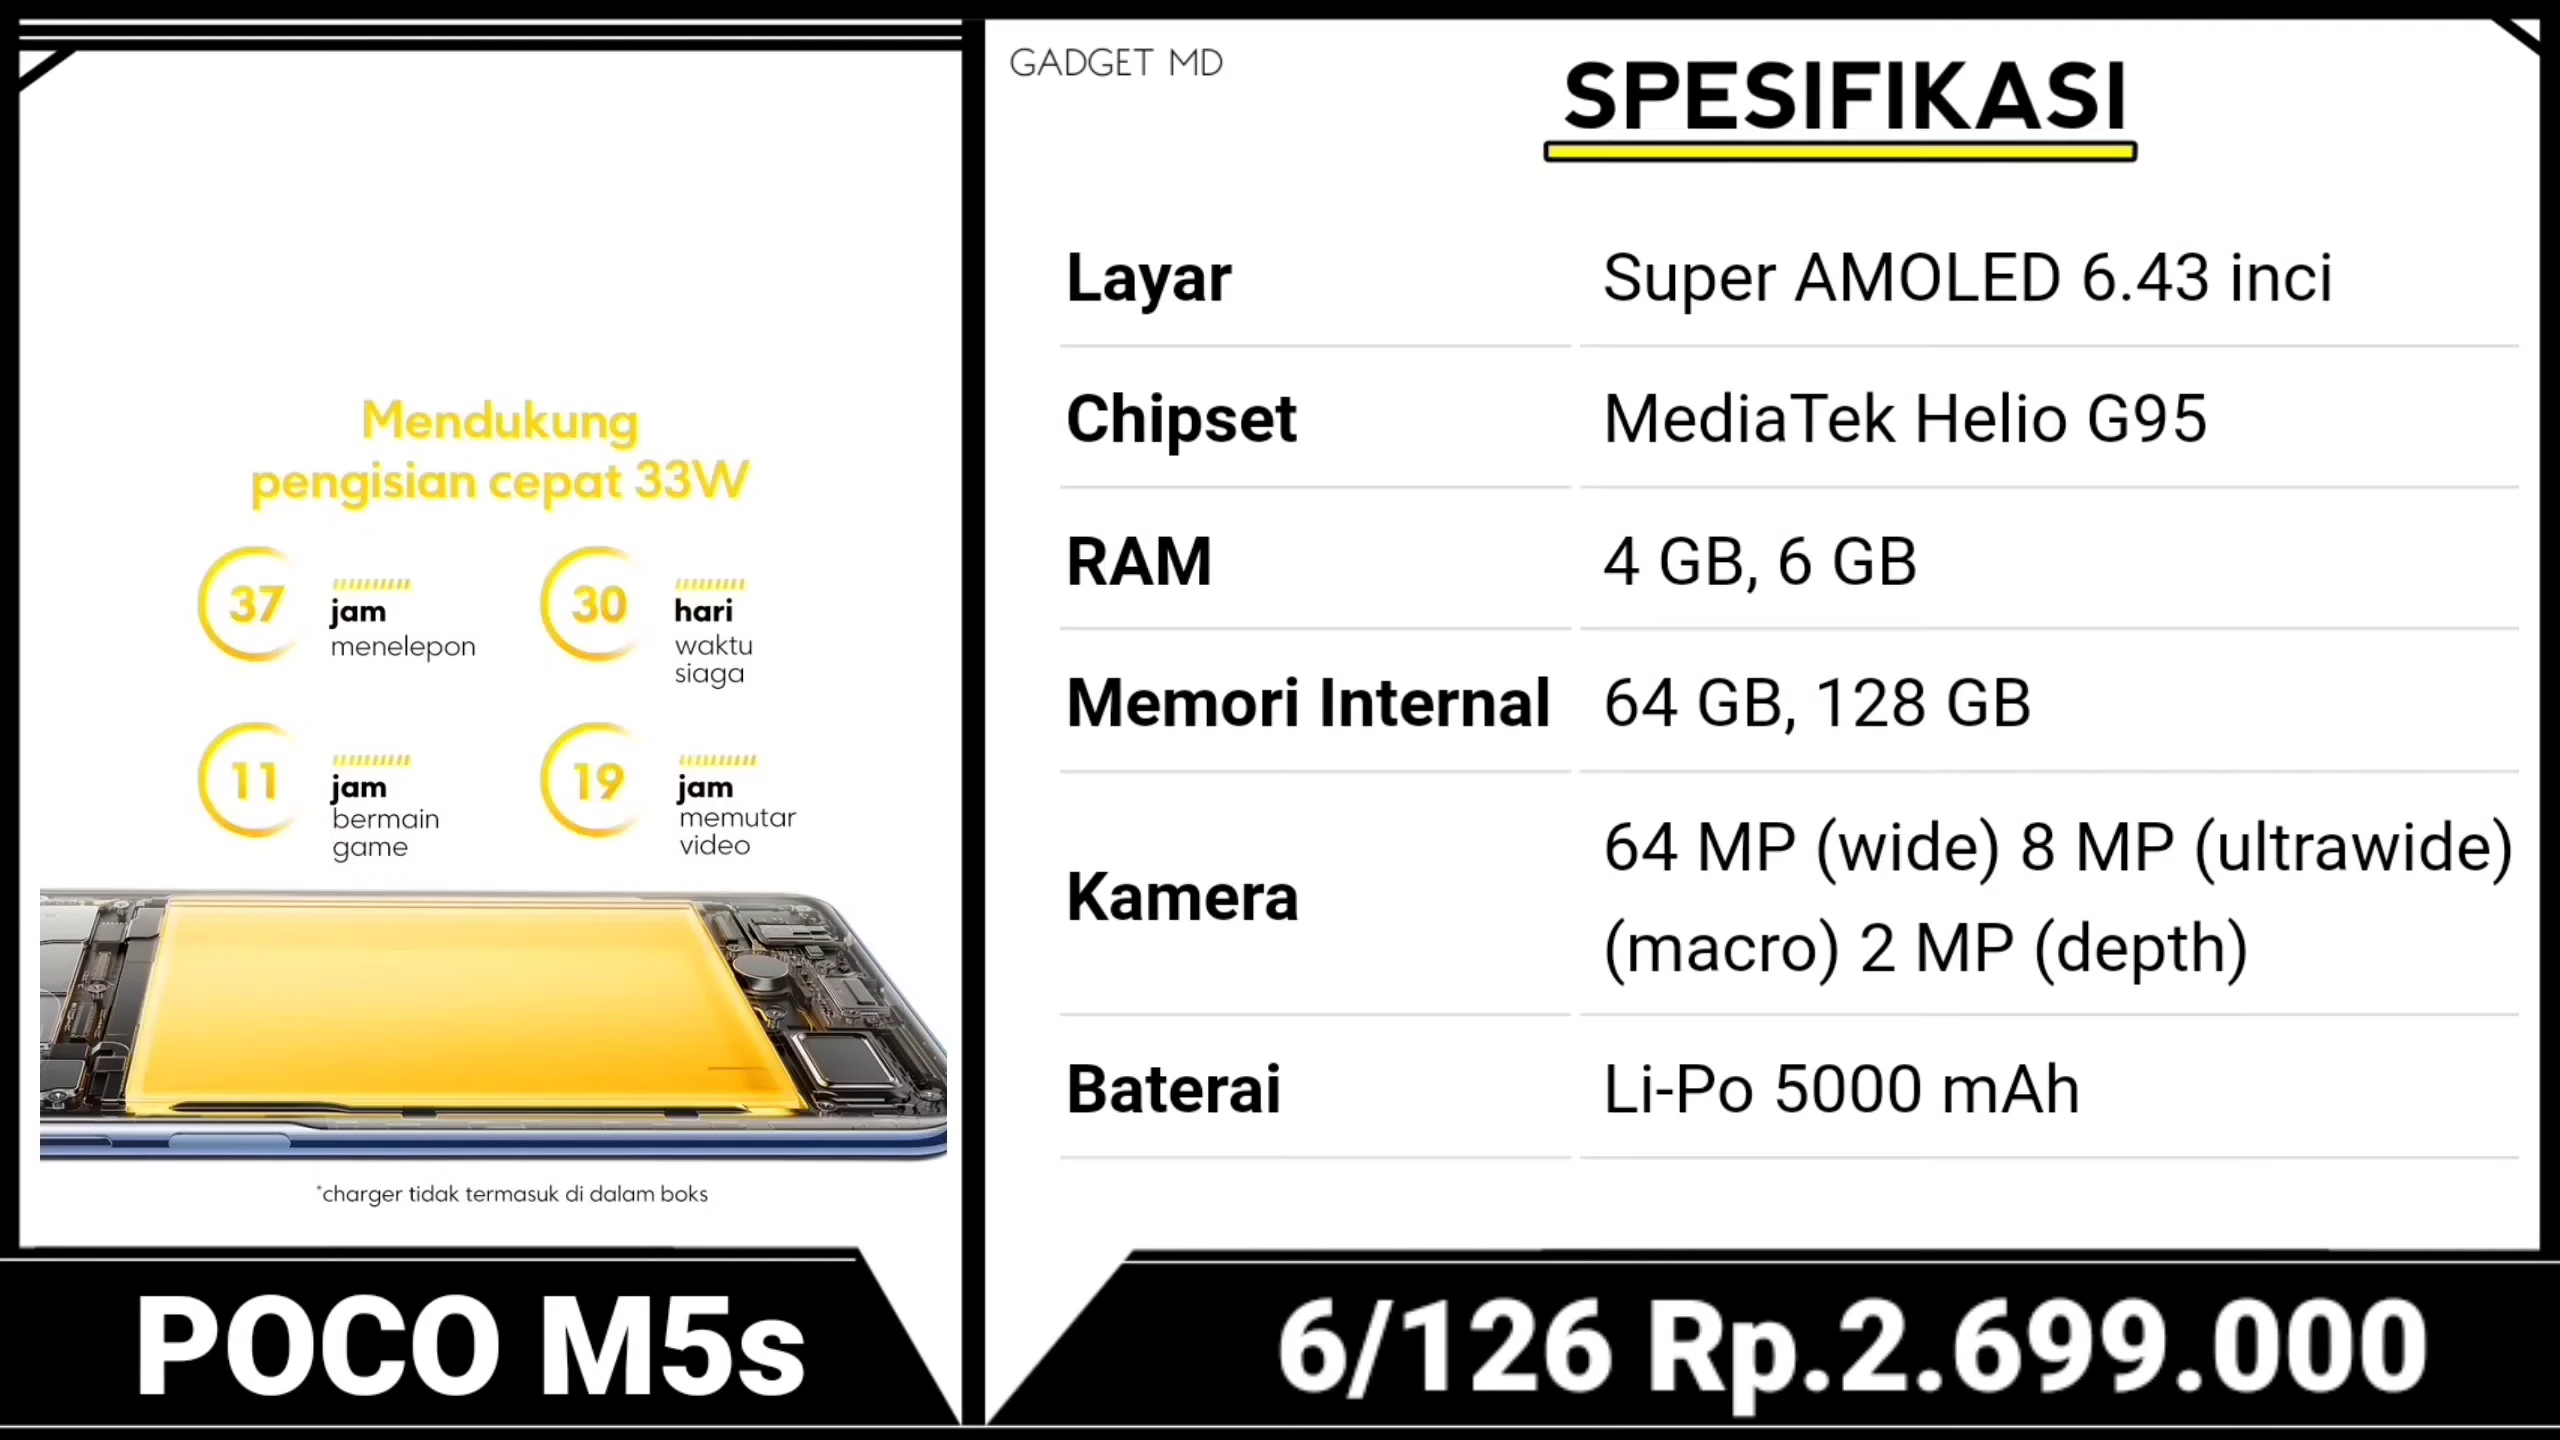 Mendukung
pengisian cepat 33W
37 jam
menelepon
30 hari
waktu
siaga
11 jam
bermain
game
19 jam
memutar
video
*charger tidak termasuk di dalam boks
POCO M5s
GADGET MD
SPESIFIKASI
Layar Super AMOLED 6.43 inci
Chipset MediaTek Helio G95
RAM 4 GB, 6 GB
Memori Internal 64 GB, 128 GB
Kamera 64 MP (wide) 8 MP (ultrawide)
(macro) 2 MP (depth)
Baterai Li-Po 5000 mAh
6/126 Rp.2.699.000